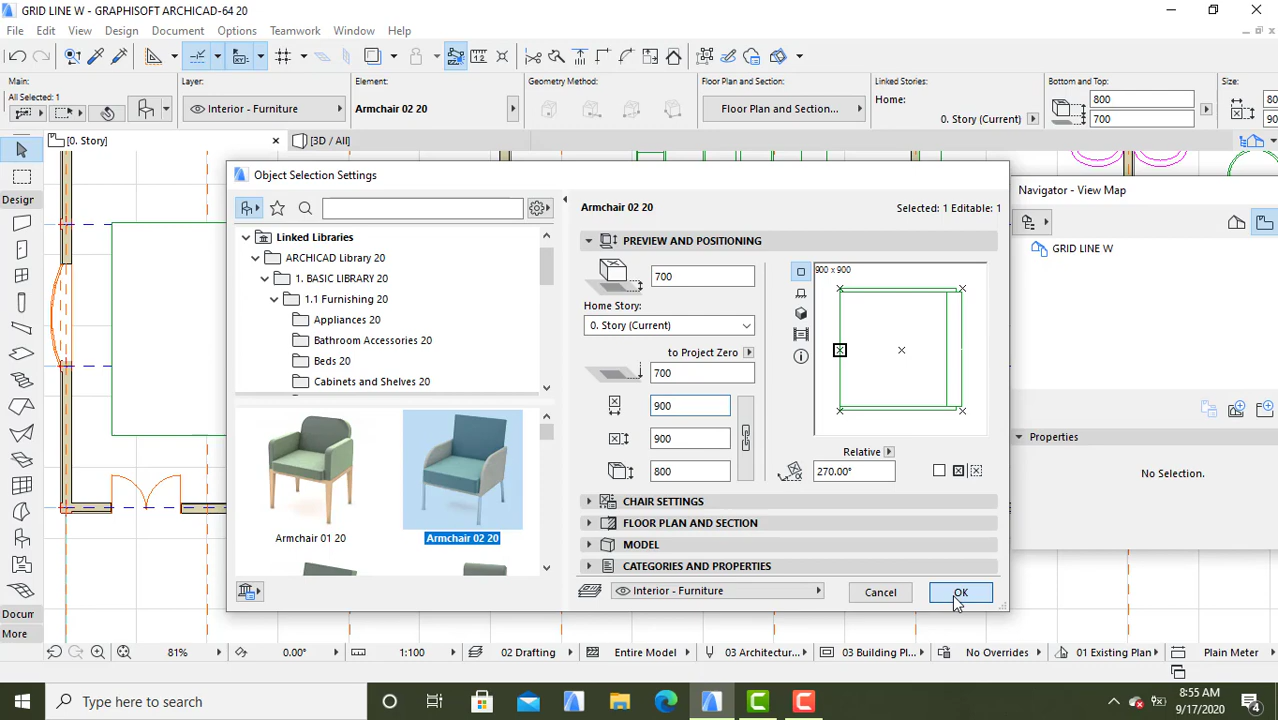 GRID LINE W - GRAPHISOFT ARCHICAD-64 20
File Edit View Design Document Options Teamwork Window Help
Main:
All Selected: 1
Layer:
Interior - Furniture
Element:
Armchair 02 20
Geometry Method:
Floor Plan and Section:
Floor Plan and Section...
Linked Stories:
Home:
0. Story (Current)
Bottom and Top:
800
700
Size:
80
90
[0. Story]
[3D / All]
Design
Docum
More
Object Selection Settings
Linked Libraries
ARCHICAD Library 20
1. BASIC LIBRARY 20
1.1 Furnishing 20
Appliances 20
Bathroom Accessories 20
Beds 20
Cabinets and Shelves 20
Armchair 01 20
Armchair 02 20
Armchair 02 20
Selected: 1 Editable: 1
PREVIEW AND POSITIONING
700
Home Story:
0. Story (Current)
to Project Zero
700
900
900
800
900 x 900
Relative
270.00°
CHAIR SETTINGS
FLOOR PLAN AND SECTION
MODEL
CATEGORIES AND PROPERTIES
Interior - Furniture
Cancel
OK
Navigator - View Map
GRID LINE W
Properties
No Selection.
81%
0.00°
1:100
02 Drafting
Entire Model
03 Architectur...
03 Building Pl...
No Overrides
01 Existing Plan
Plain Meter
Type here to search
8:55 AM
9/17/2020
4